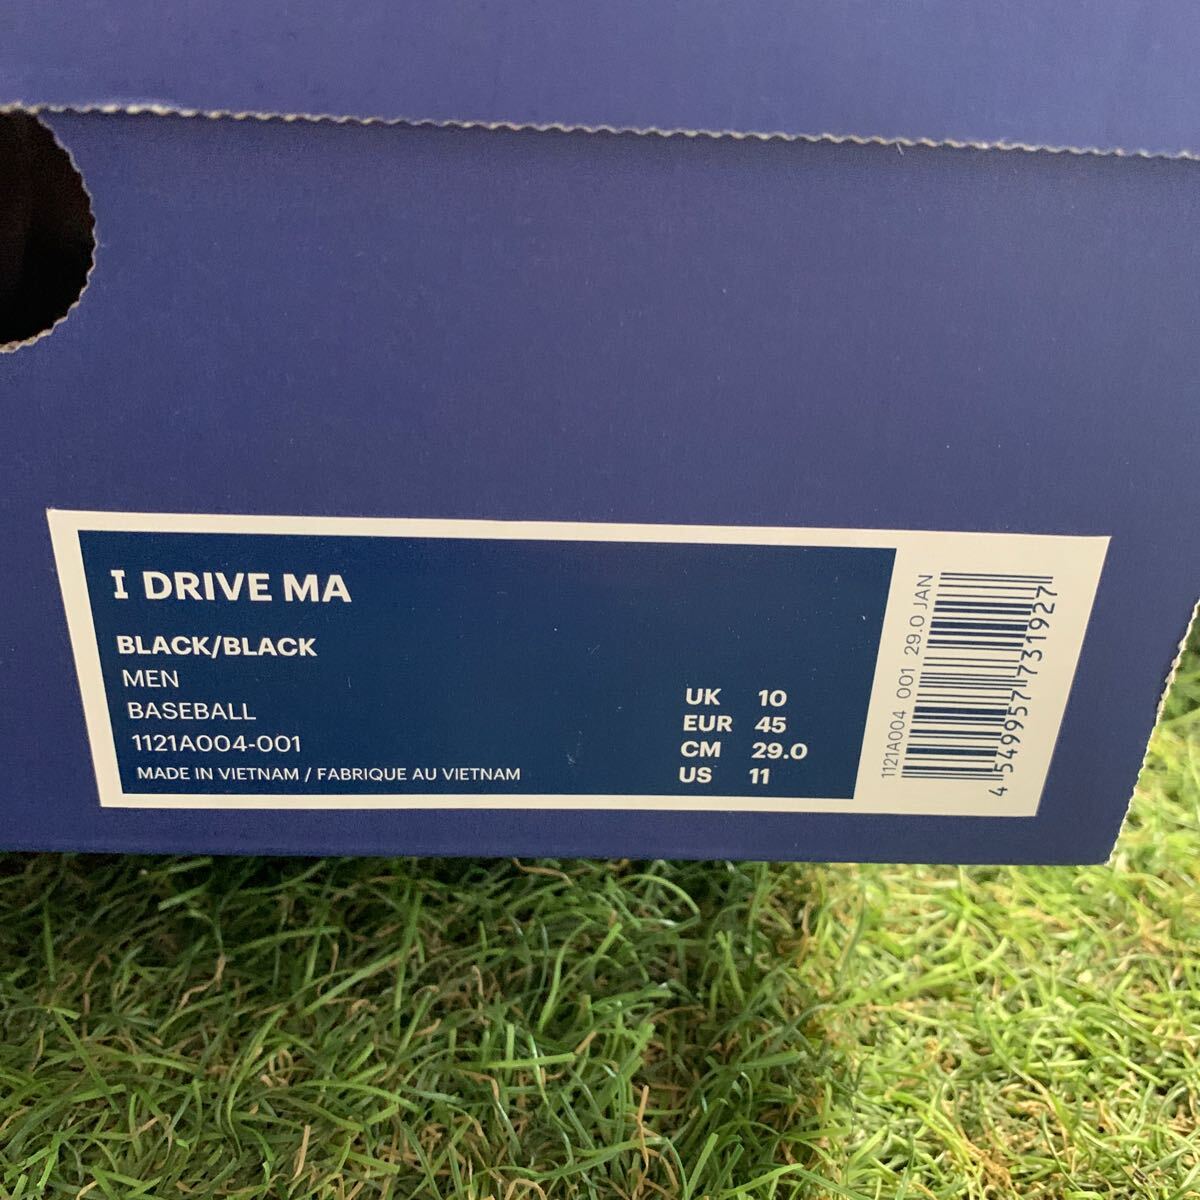 I DRIVE MA
BLACK/BLACK
MEN
BASEBALL
1121A004-001
MADE IN VIETNAM / FABRIQUE AU VIETNAM
UK 10
EUR 45
CM 29.0
US 11
1121A004 001 29.0 JAN
4 549957 731927